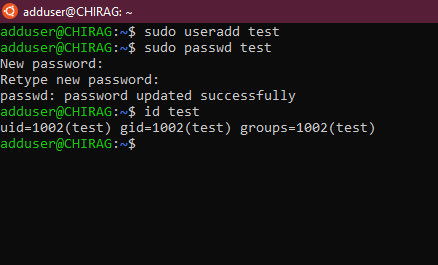 adduser@CHIRAG: ~
adduser@CHIRAG:~$ sudo useradd test
adduser@CHIRAG:~$ sudo passwd test
New password:
Retype new password:
passwd: password updated successfully
adduser@CHIRAG:~$ id test
uid=1002(test) gid=1002(test) groups=1002(test)
adduser@CHIRAG:~$